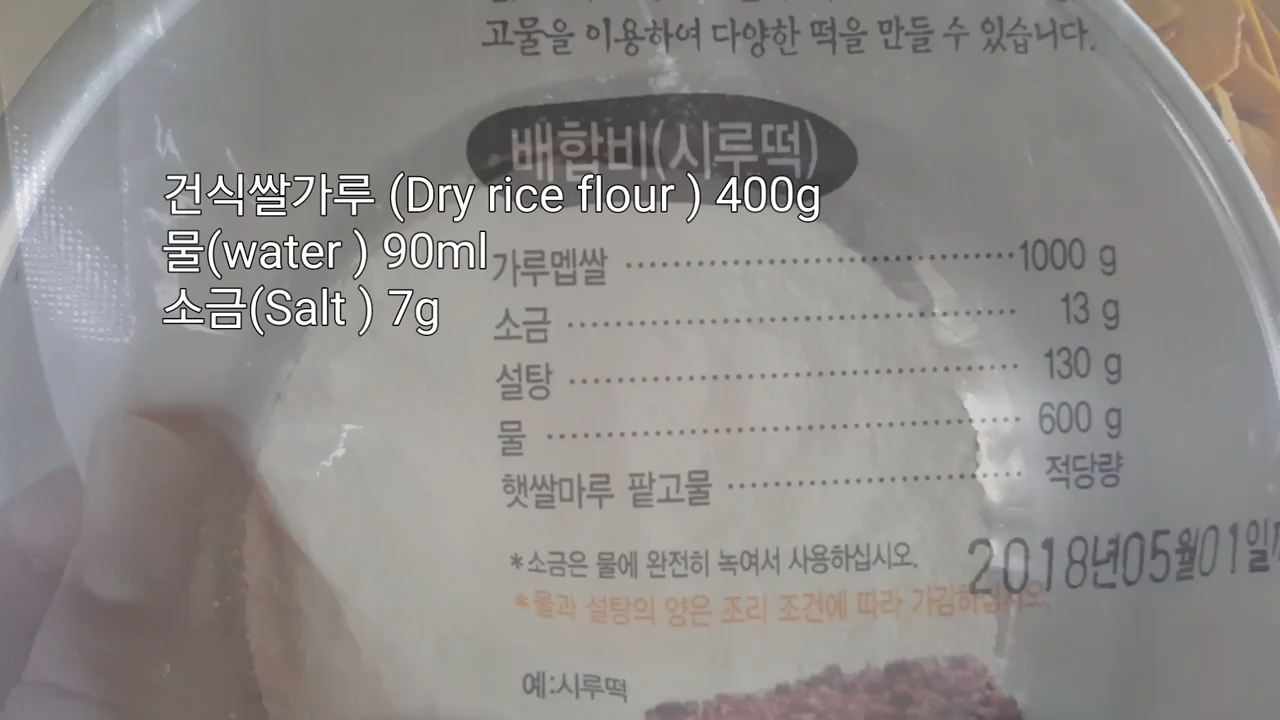 고물을 이용하여 다양한 떡을 만들 수 있습니다.
배합비(시루떡)
건식쌀가루 (Dry rice flour ) 400g
물(water ) 90ml
소금(Salt ) 7g
가루멥쌀 1000 g
소금 13 g
설탕 130 g
물 600 g
햇쌀마루 팥고물 적당량
*소금은 물에 완전히 녹여서 사용하십시오.
2018년05월01일
*물과 설탕의 양은 조리 조건에 따라 가감하십시오.
예:시루떡